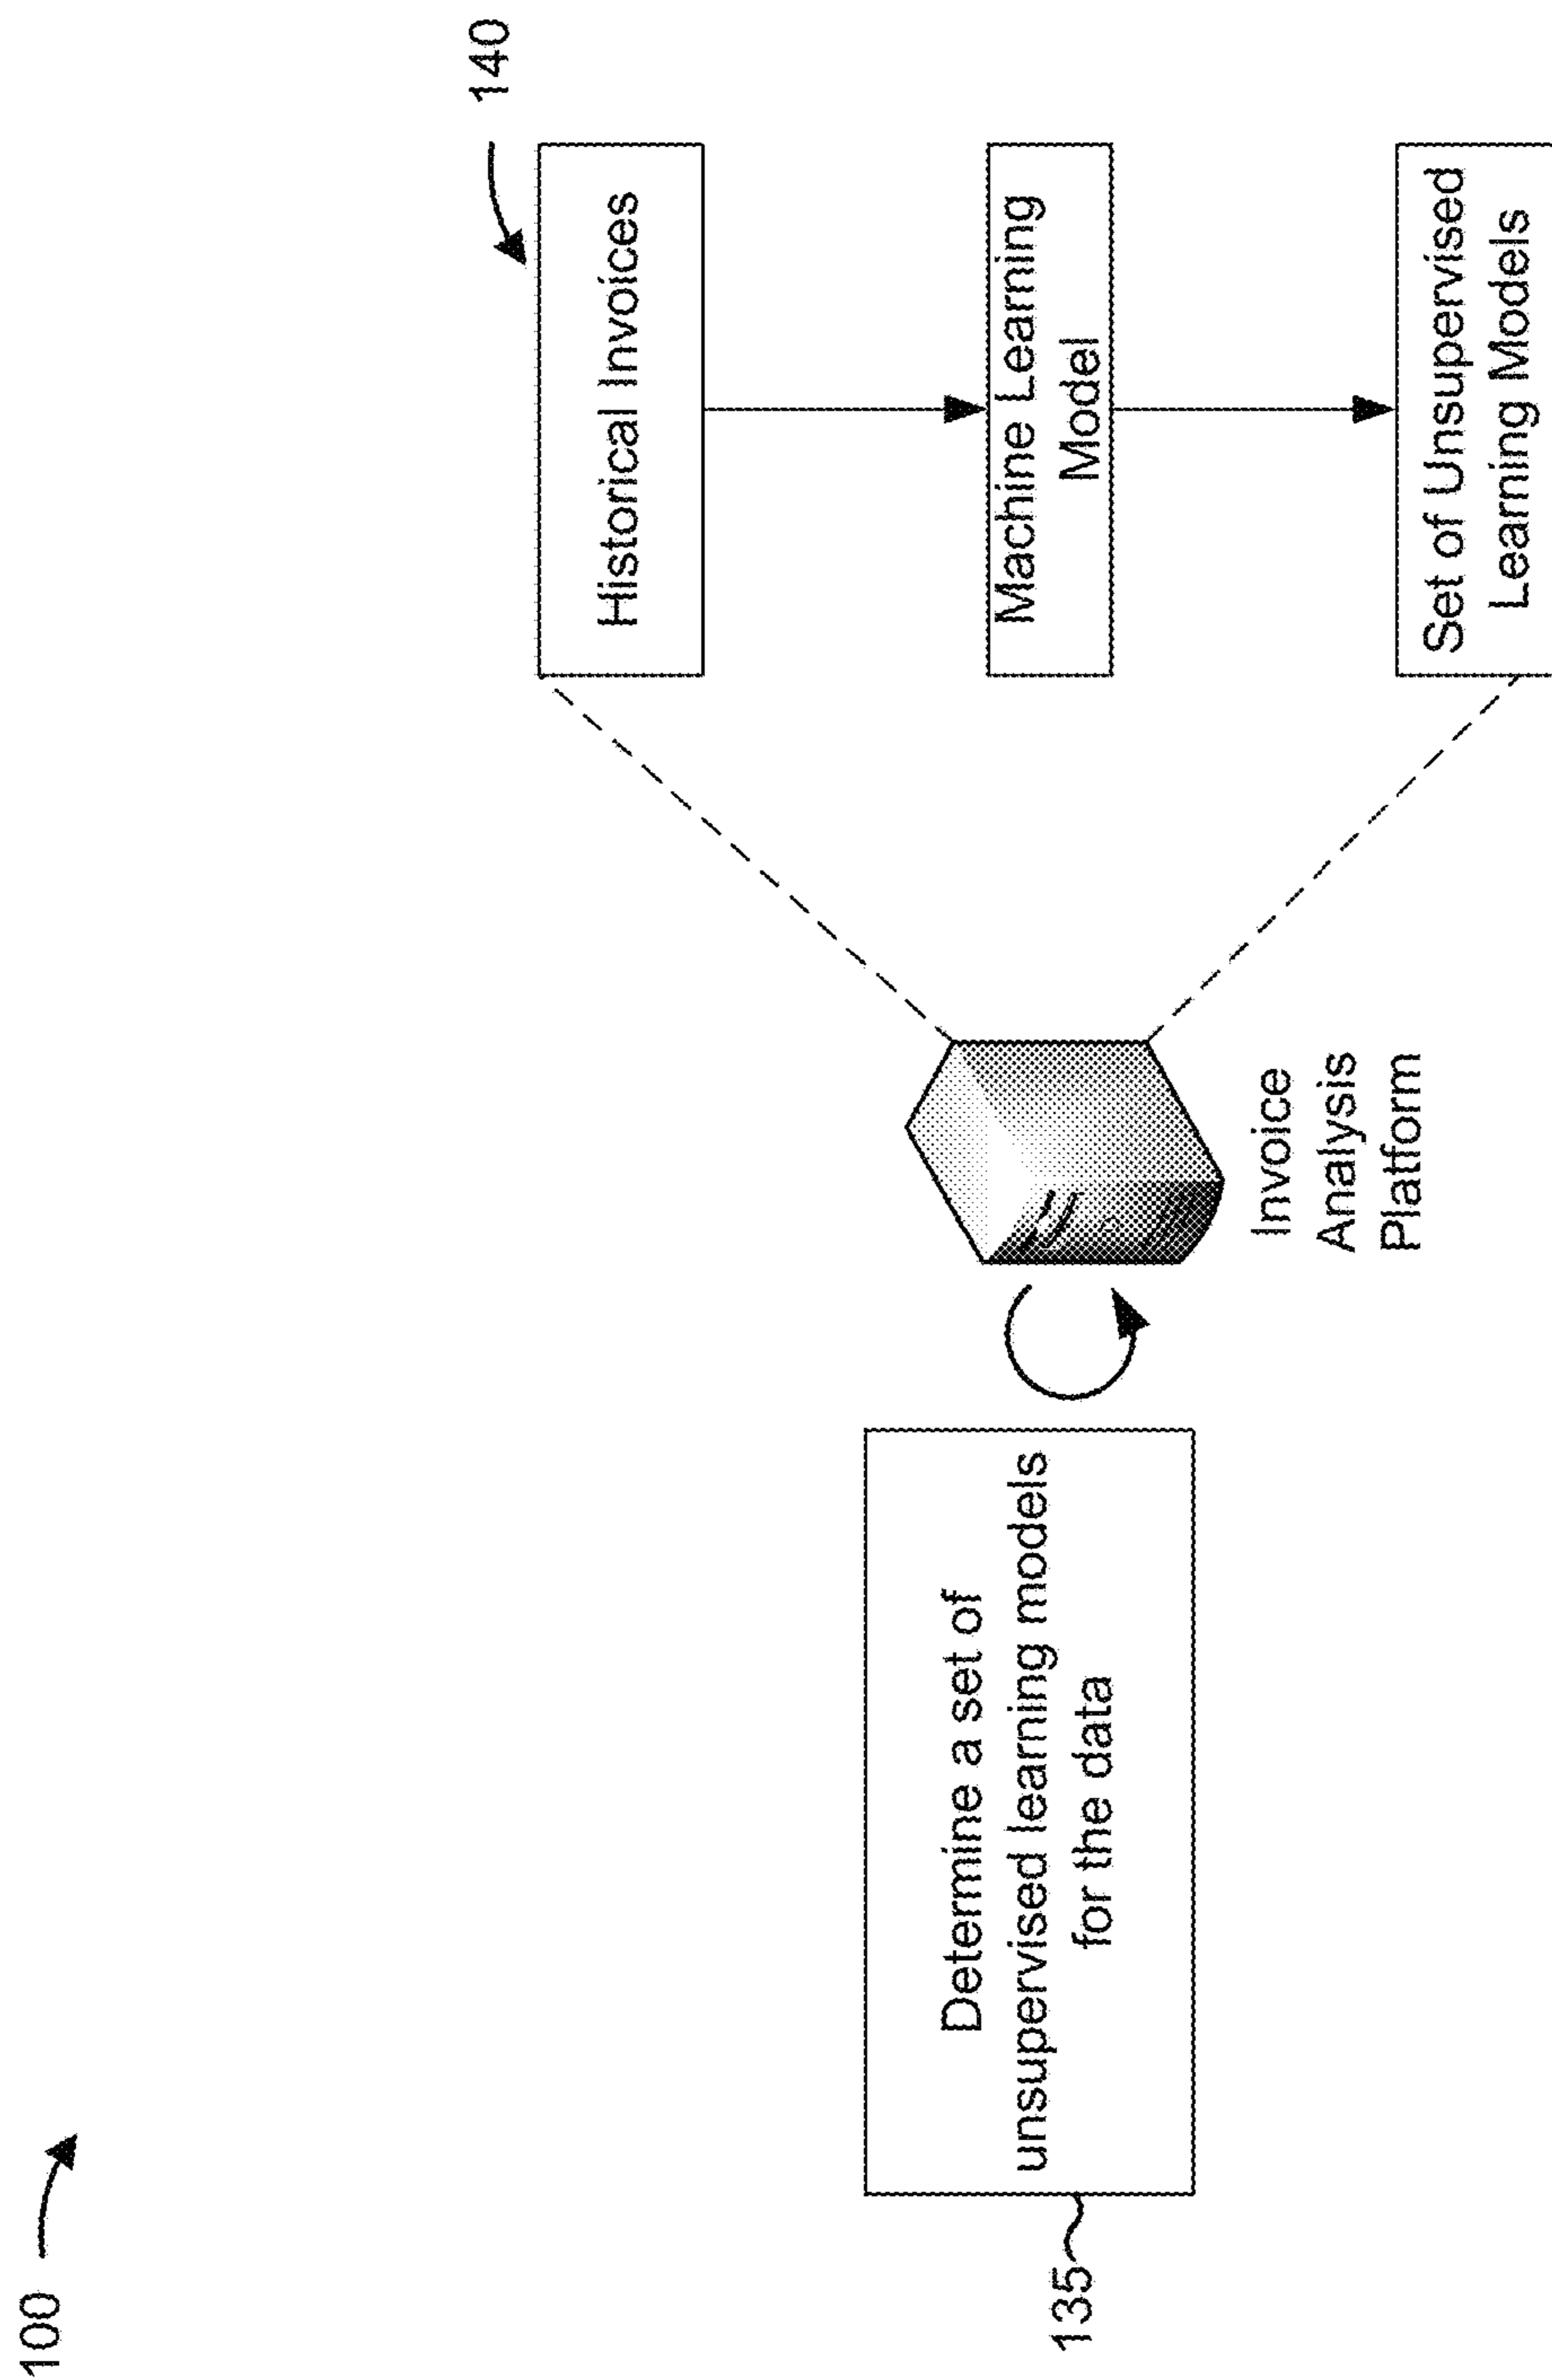 100
135
Determine a set of
unsupervised learning models
for the data
Invoice
Analysis
Platform
140
Historical Invoices
Machine Learning
Model
Set of Unsupervised
Learning Models